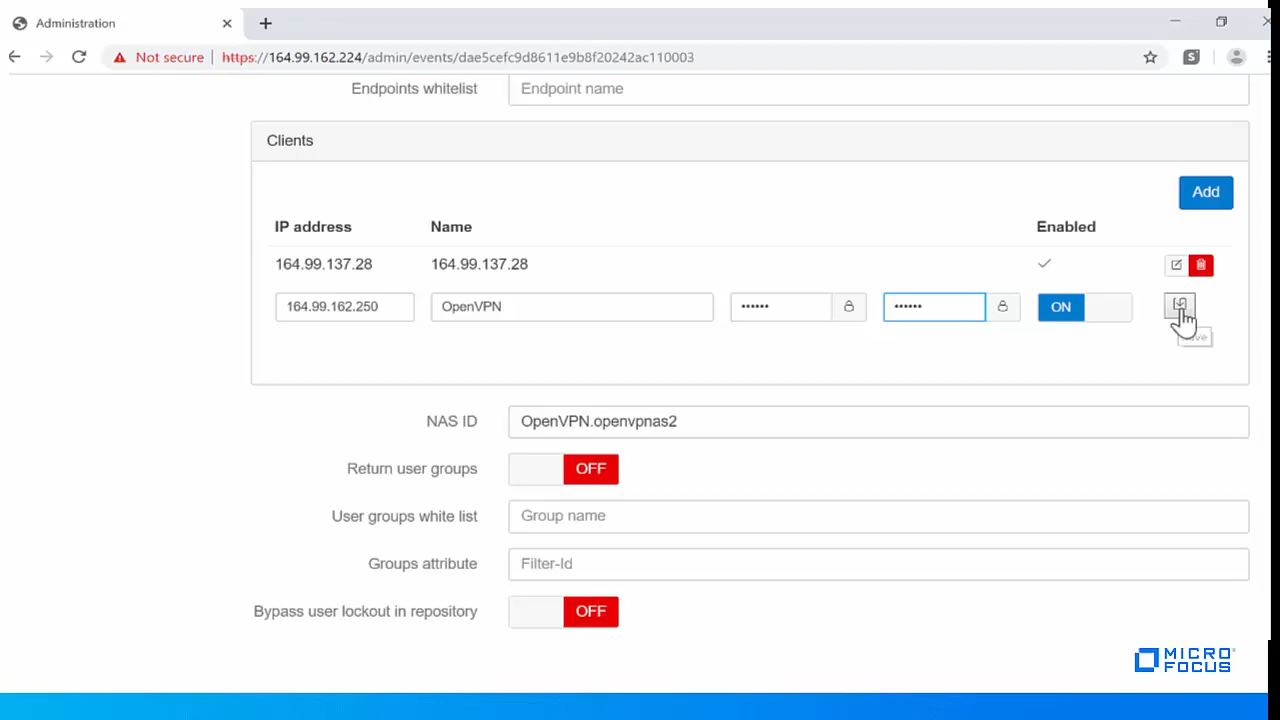 Administration
Not secure
https://164.99.162.224/admin/events/dae5cefc9d8611e9b8f20242ac110003
Endpoints whitelist
Endpoint name
Clients
Add
IP address Name Enabled
164.99.137.28 164.99.137.28
164.99.162.250 OpenVPN •••••• •••••• ON
NAS ID OpenVPN.openvpnas2
Return user groups OFF
User groups white list Group name
Groups attribute Filter-Id
Bypass user lockout in repository OFF
MICRO
FOCUS